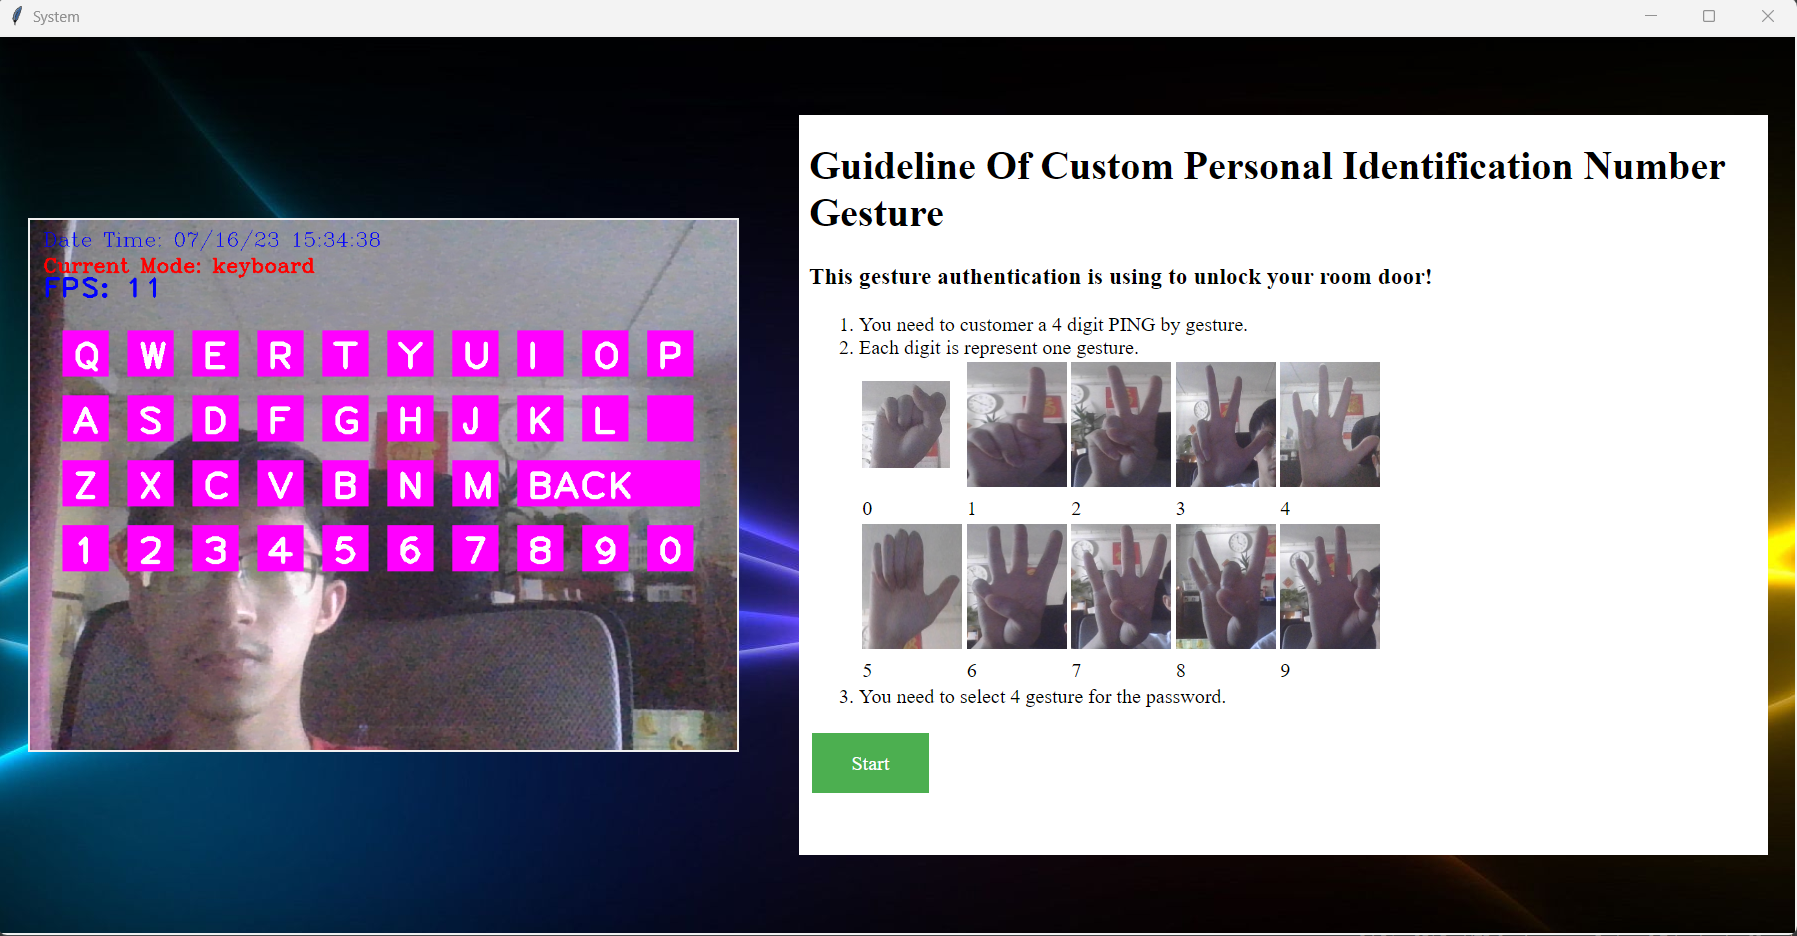 System
Date Time: 07/16/23 15:34:38
Current Mode: keyboard
FPS: 11
Q W E R T Y U I O P
A S D F G H J K L
Z X C V B N M BACK
1 2 3 4 5 6 7 8 9 0
Guideline Of Custom Personal Identification Number
Gesture
This gesture authentication is using to unlock your room door!
1. You need to customer a 4 digit PING by gesture.
2. Each digit is represent one gesture.
0 1 2 3 4
5 6 7 8 9
3. You need to select 4 gesture for the password.
Start